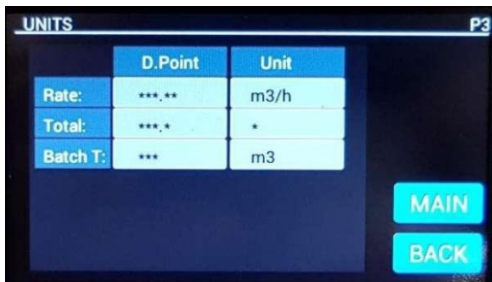 UNITS P3
D.Point Unit
Rate: ***.** m3/h
Total: ***.* *
Batch T: *** m3
MAIN
BACK